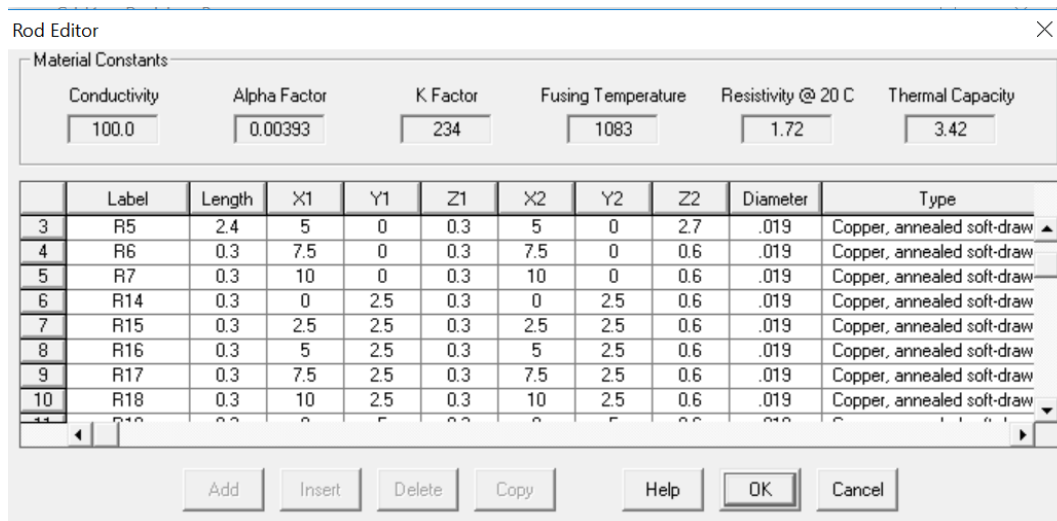 Rod Editor
Material Constants
Conductivity Alpha Factor K Factor Fusing Temperature Resistivity @ 20 C Thermal Capacity
100.0 0.00393 234 1083 1.72 3.42
Label Length X1 Y1 Z1 X2 Y2 Z2 Diameter Type
3 R5 2.4 5 0 0.3 5 0 2.7 .019 Copper, annealed soft-draw
4 R6 0.3 7.5 0 0.3 7.5 0 0.6 .019 Copper, annealed soft-draw
5 R7 0.3 10 0 0.3 10 0 0.6 .019 Copper, annealed soft-draw
6 R14 0.3 0 2.5 0.3 0 2.5 0.6 .019 Copper, annealed soft-draw
7 R15 0.3 2.5 2.5 0.3 2.5 2.5 0.6 .019 Copper, annealed soft-draw
8 R16 0.3 5 2.5 0.3 5 2.5 0.6 .019 Copper, annealed soft-draw
9 R17 0.3 7.5 2.5 0.3 7.5 2.5 0.6 .019 Copper, annealed soft-draw
10 R18 0.3 10 2.5 0.3 10 2.5 0.6 .019 Copper, annealed soft-draw
Add Insert Delete Copy Help OK Cancel